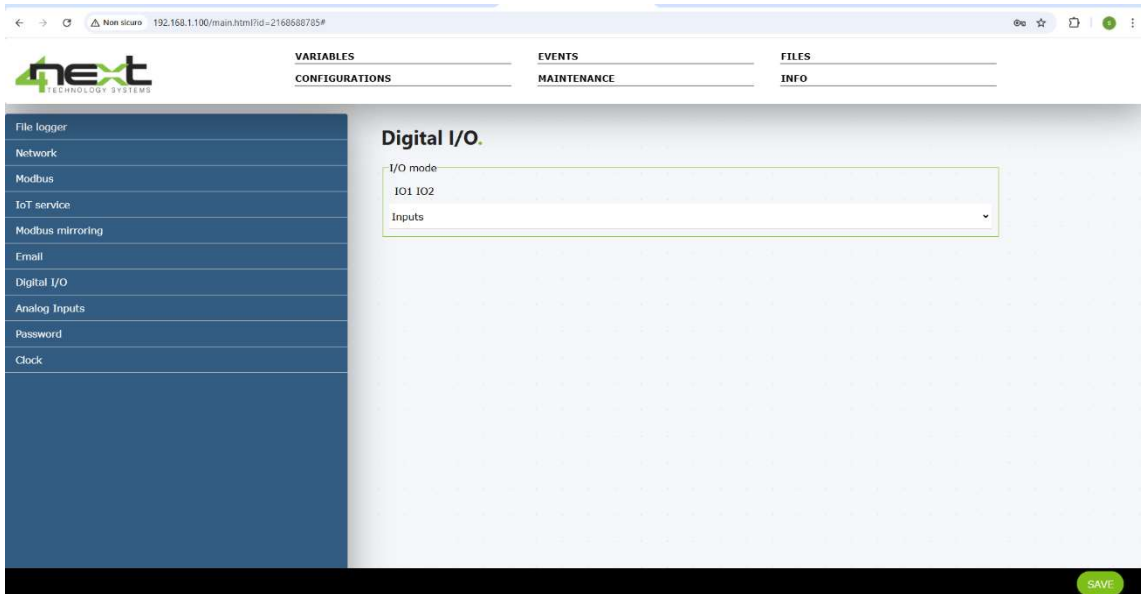 Non sicuro 192.168.1.100/main.html?id=2168688785#
4next
TECHNOLOGY SYSTEMS
VARIABLES EVENTS FILES
CONFIGURATIONS MAINTENANCE INFO
File logger
Network
Modbus
IoT service
Modbus mirroring
Email
Digital I/O
Analog Inputs
Password
Clock
Digital I/O.
I/O mode
IO1 IO2
Inputs
SAVE